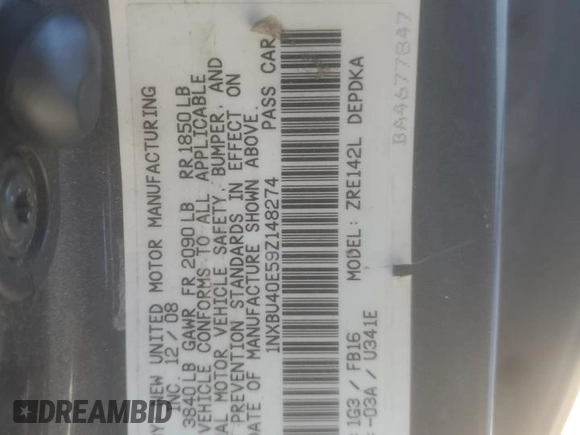 NEW UNITED MOTOR MANUFACTURING
INC. 12/08
3840LB GAWR FR 2090LB RR1850LB
VEHICLE CONFORMS TO ALL APPLICABLE
AL MOTOR VEHICLE SAFETY, BUMPER, AND
PREVENTION STANDARDS IN EFFECT ON
DATE OF MANUFACTURE SHOWN ABOVE.
1NXBU40E59Z148274 PASS CAR
MODEL: ZRE142L DEPDKA
: 1G3 / FB16
: -03A / U341E
BA4677847
DREAMBID